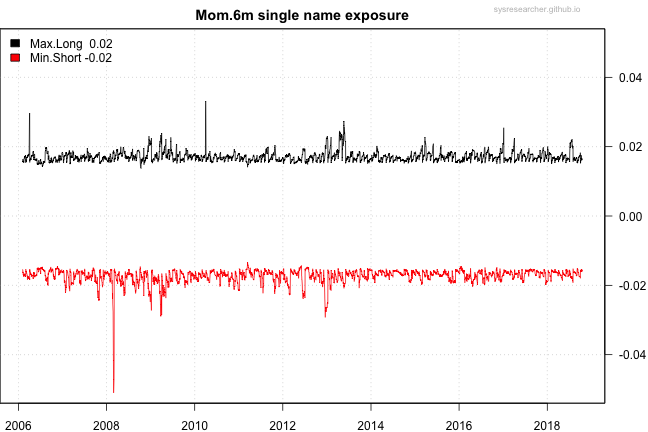 Mom.6m single name exposure
sysresearcher.github.io
Max.Long 0.02
Min.Short -0.02
0.04
0.02
0.00
-0.02
-0.04
2006 2008 2010 2012 2014 2016 2018